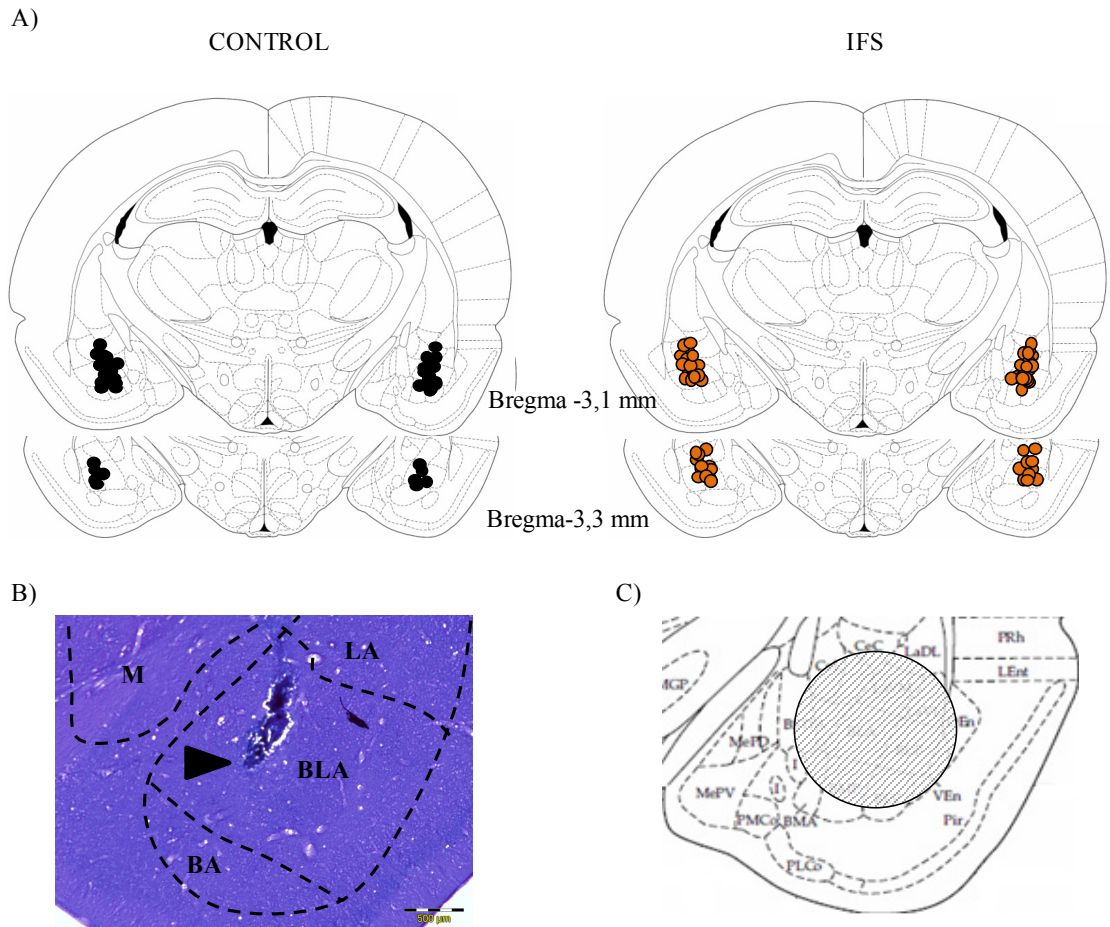 A)
CONTROL IFS
Bregma -3,1 mm
Bregma-3,3 mm
B) C)
M
LA
BLA
BA
500 µm
CeC LaDL PRh
LEnt
MGP
En
MePD
I
MePV I VEn
PMCo BMA Pir
PLCo